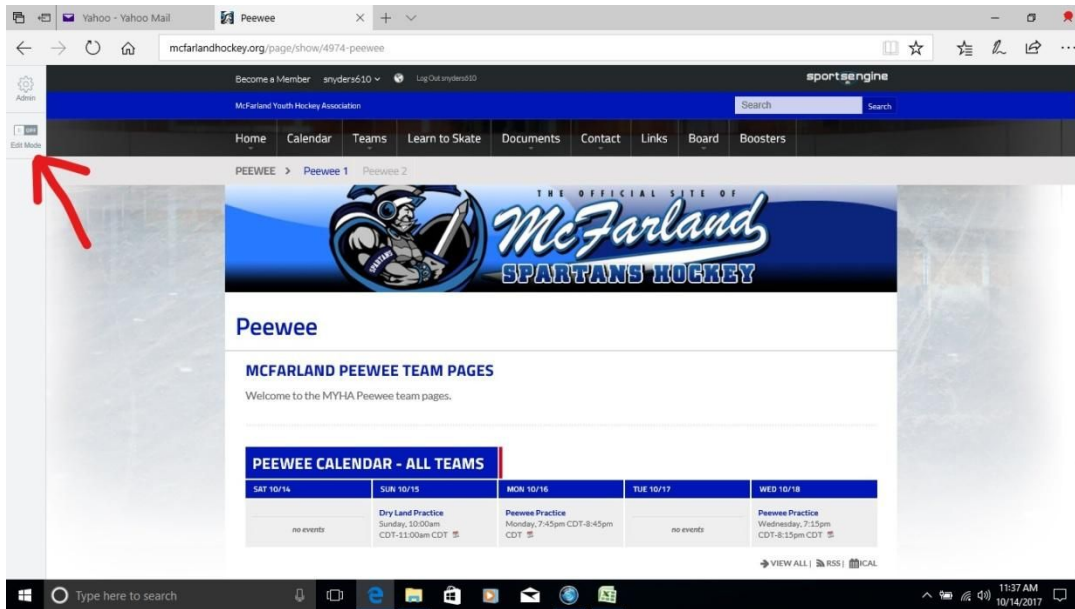 Yahoo - Yahoo Mail
Peewee
mcfarlandhockey.org/page/show/4974-peewee
Admin
OFF
Edit Mode
Become a Member snyders610 Log Out snyders610
sportsengine
McFarland Youth Hockey Association
Search Search
Home Calendar Teams Learn to Skate Documents Contact Links Board Boosters
PEEWEE > Peewee 1 Peewee 2
THE OFFICIAL SITE OF
McFarland
SPARTANS HOCKEY
SPARTANS
Peewee
MCFARLAND PEEWEE TEAM PAGES
Welcome to the MYHA Peewee team pages.
PEEWEE CALENDAR - ALL TEAMS
SAT 10/14 SUN 10/15 MON 10/16 TUE 10/17 WED 10/18
no events
Dry Land Practice
Sunday, 10:00am
CDT-11:00am CDT
Peewee Practice
Monday, 7:45pm CDT-8:45pm
CDT
no events
Peewee Practice
Wednesday, 7:15pm
CDT-8:15pm CDT
VIEW ALL | RSS | ICAL
Type here to search
11:37 AM
10/14/2017